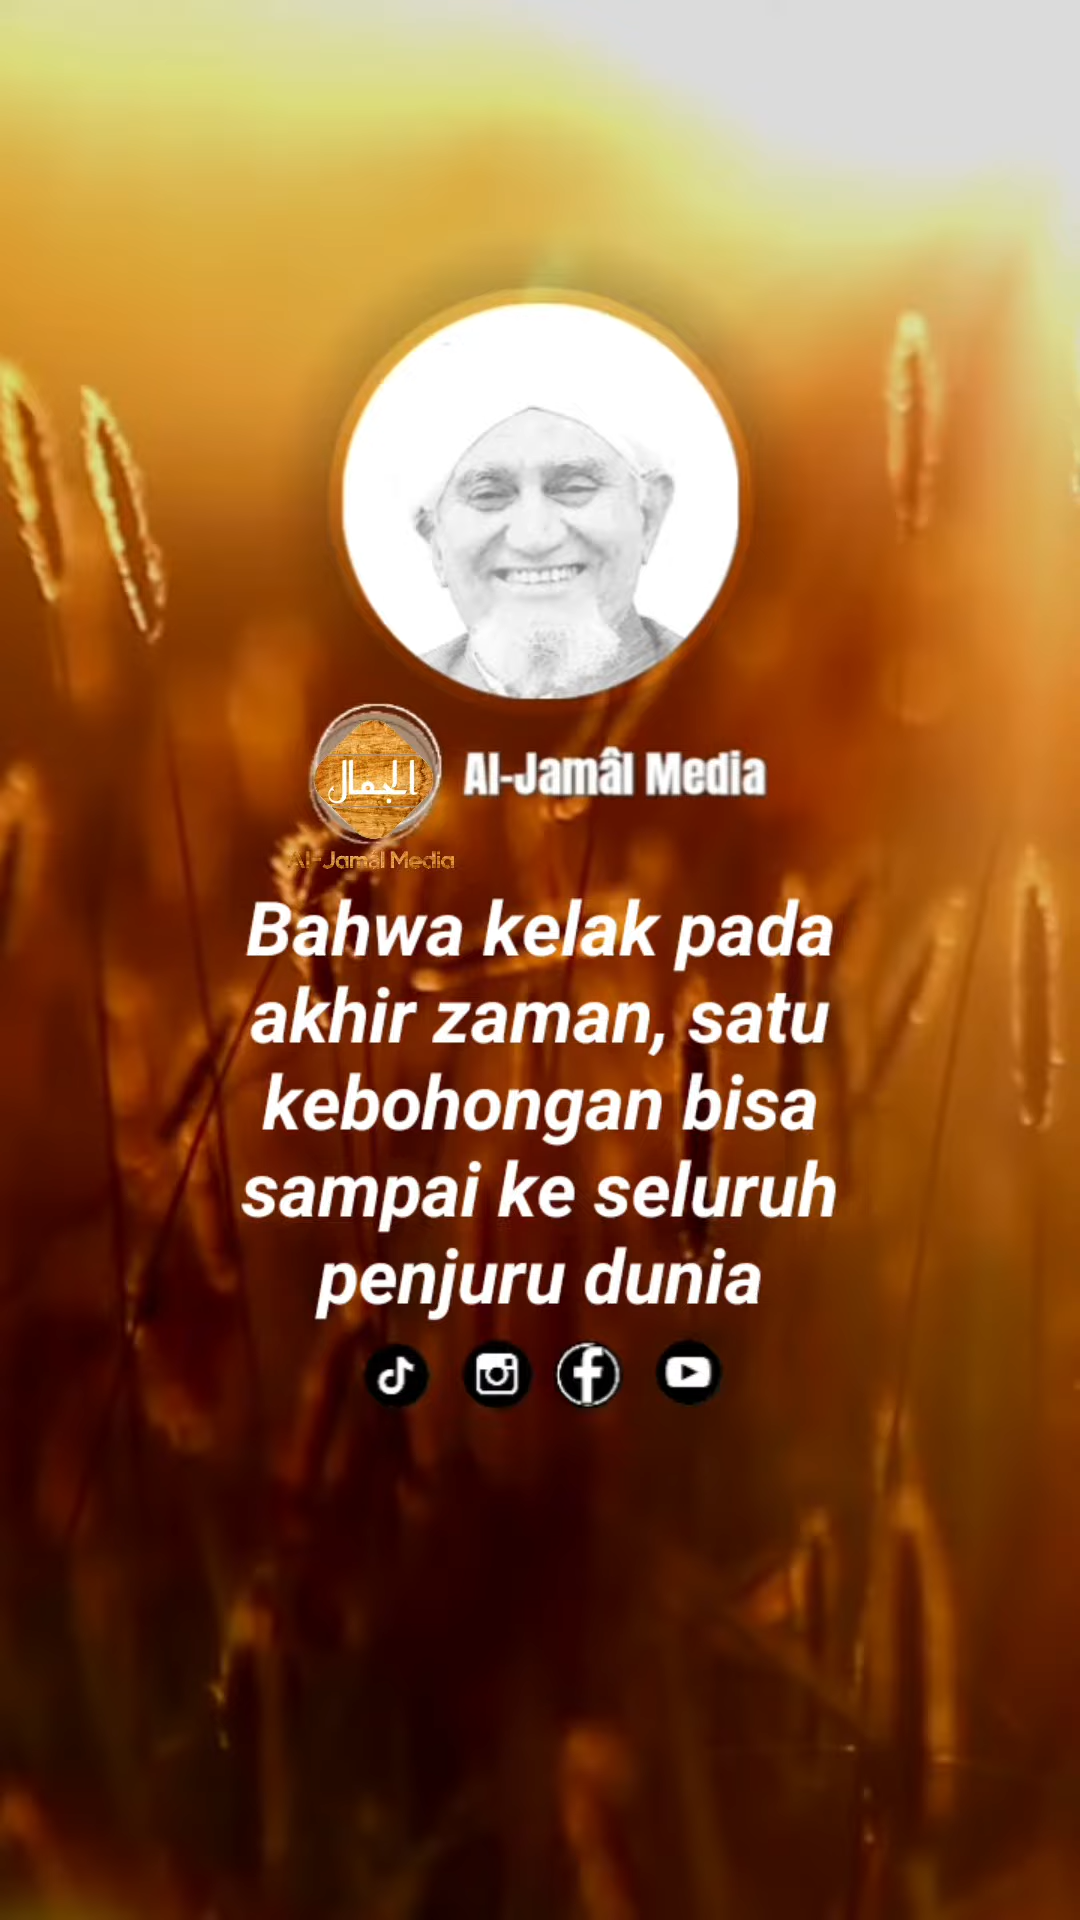 الجمال
Al-Jamâl Media
Al-Jamâl Media
Bahwa kelak pada
akhir zaman, satu
kebohongan bisa
sampai ke seluruh
penjuru dunia